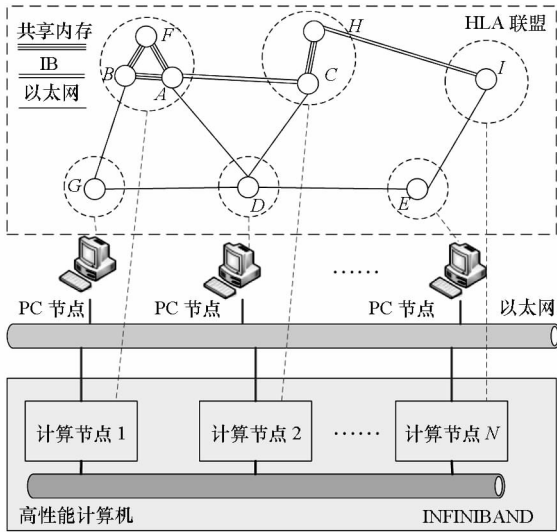 共享内存
HLA 联盟
IB
以太网
F
H
B
A
C
I
G
D
E
……
PC 节点
PC 节点
PC 节点
以太网
计算节点 1
计算节点 2
……
计算节点 N
高性能计算机
INFINIBAND